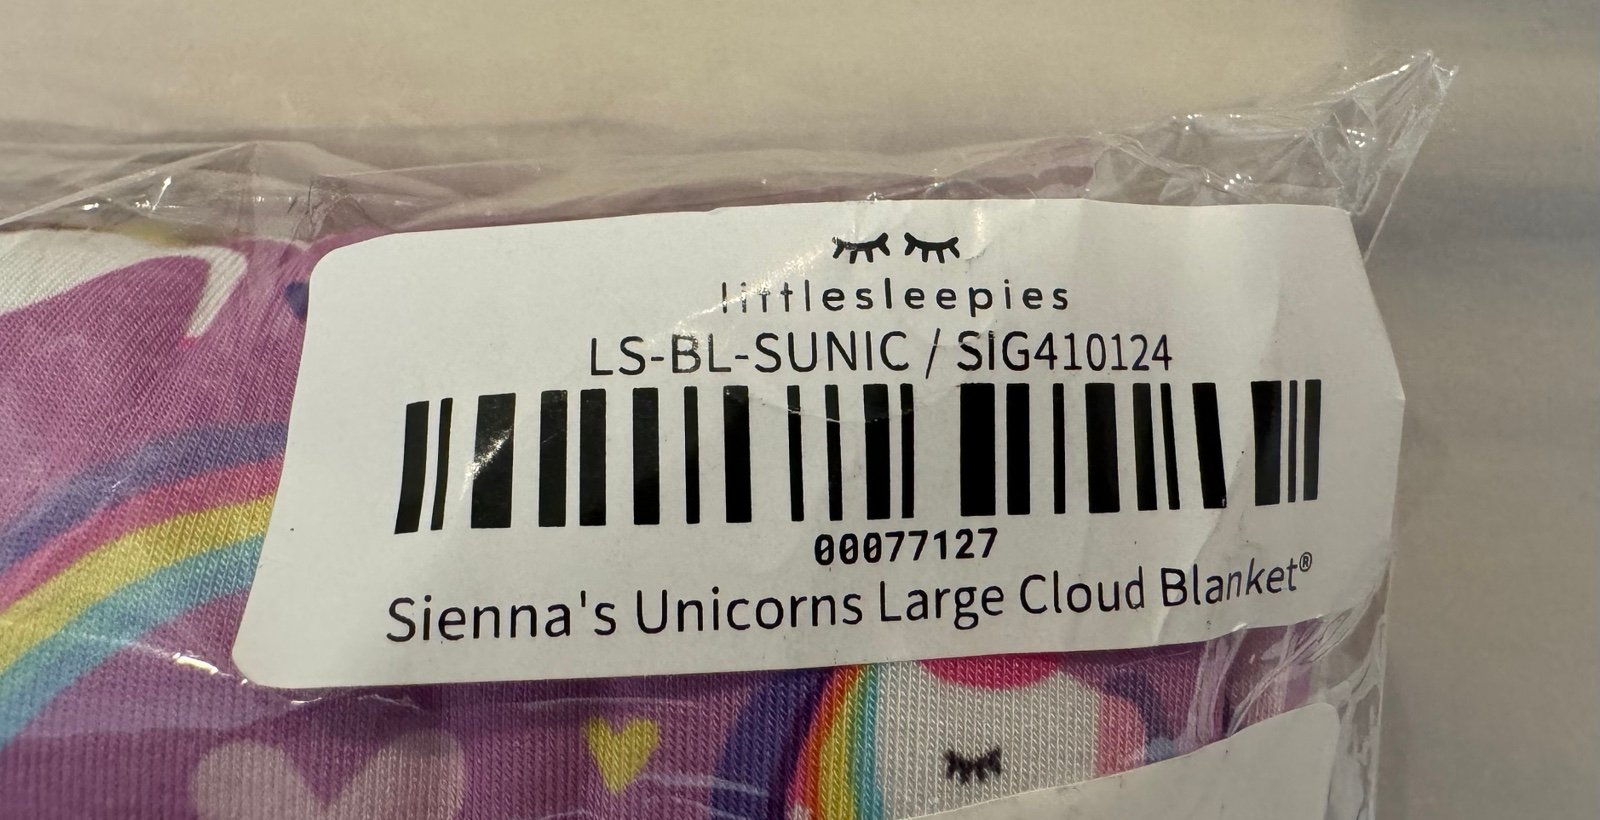 littlesleepies
LS-BL-SUNIC / SIG410124
00077127
Sienna's Unicorns Large Cloud Blanket®